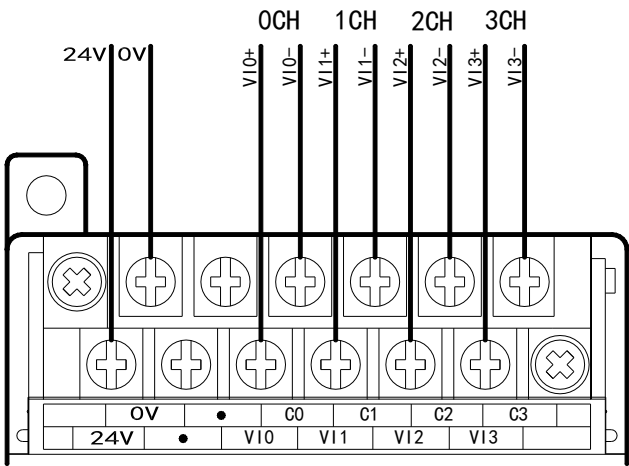 0CH 1CH 2CH 3CH
24V 0V VI0+ VI0- VI1+ VI1- VI2+ VI2- VI3+ VI3-
0V • C0 C1 C2 C3
24V • VI0 VI1 VI2 VI3